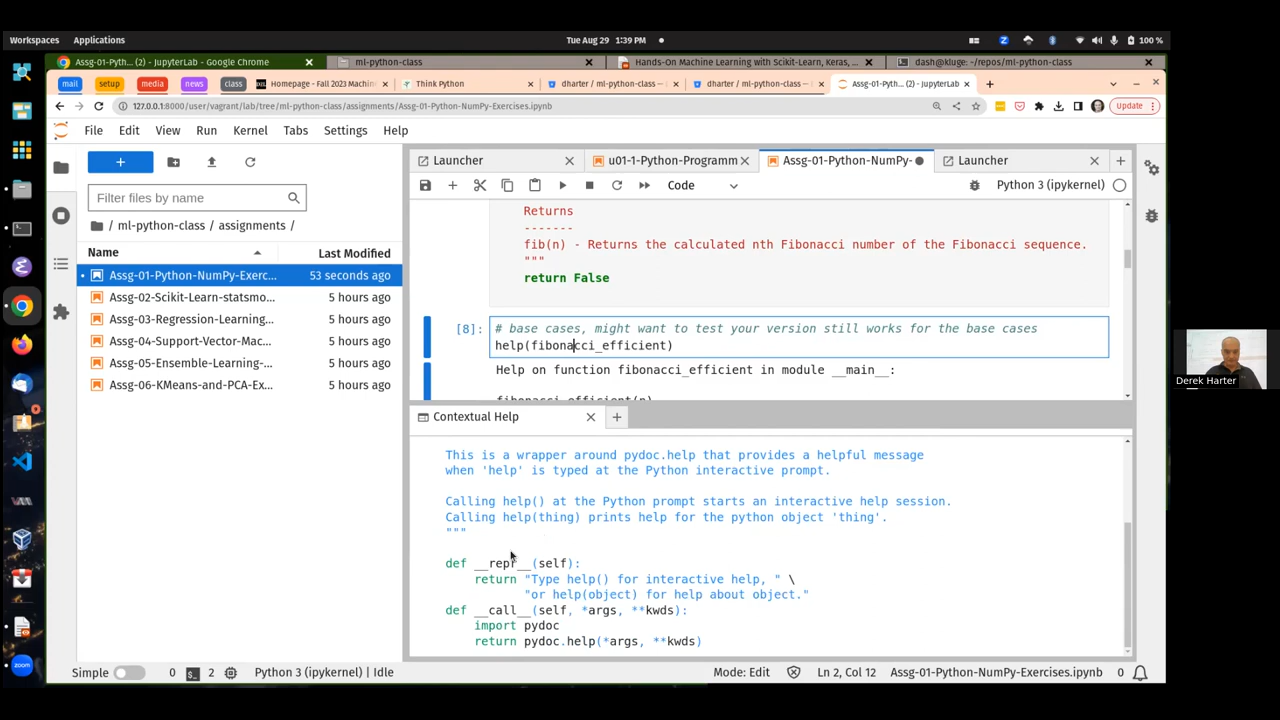 Workspaces Applications Tue Aug 29 1:39 PM 100 %
Assg-01-Pyth... (2) - JupyterLab - Google Chrome ml-python-class Hands-On Machine Learning with Scikit-Learn, Keras, ... dash@kluge: ~/repos/ml-python-class
mail setup media news class Homepage - Fall 2023 Machin Think Python dharter / ml-python-class — dharter / ml-python-class — Assg-01-Pyth... (2) - JupyterLab
127.0.0.1:8000/user/vagrant/lab/tree/ml-python-class/assignments/Assg-01-Python-NumPy-Exercises.ipynb Update
File Edit View Run Kernel Tabs Settings Help
Launcher u01-1-Python-Programm Assg-01-Python-NumPy- Launcher
Code Python 3 (ipykernel)
Filter files by name
/ ml-python-class / assignments /
Name Last Modified
Assg-01-Python-NumPy-Exerc... 53 seconds ago
Assg-02-Scikit-Learn-statsmo... 5 hours ago
Assg-03-Regression-Learning... 5 hours ago
Assg-04-Support-Vector-Mac... 5 hours ago
Assg-05-Ensemble-Learning-... 5 hours ago
Assg-06-KMeans-and-PCA-Ex... 5 hours ago
Returns
-------
fib(n) - Returns the calculated nth Fibonacci number of the Fibonacci sequence.
"""
return False
[8]: # base cases, might want to test your version still works for the base cases
help(fibonacci_efficient)
Help on function fibonacci_efficient in module __main__:
fibonacci_efficient(n)
Contextual Help
This is a wrapper around pydoc.help that provides a helpful message
when 'help' is typed at the Python interactive prompt.
Calling help() at the Python prompt starts an interactive help session.
Calling help(thing) prints help for the python object 'thing'.
"""
def __repr__(self):
return "Type help() for interactive help, " \
"or help(object) for help about object."
def __call__(self, *args, **kwds):
import pydoc
return pydoc.help(*args, **kwds)
Derek Harter
zoom
Simple 0 2 Python 3 (ipykernel) | Idle Mode: Edit Ln 2, Col 12 Assg-01-Python-NumPy-Exercises.ipynb 0